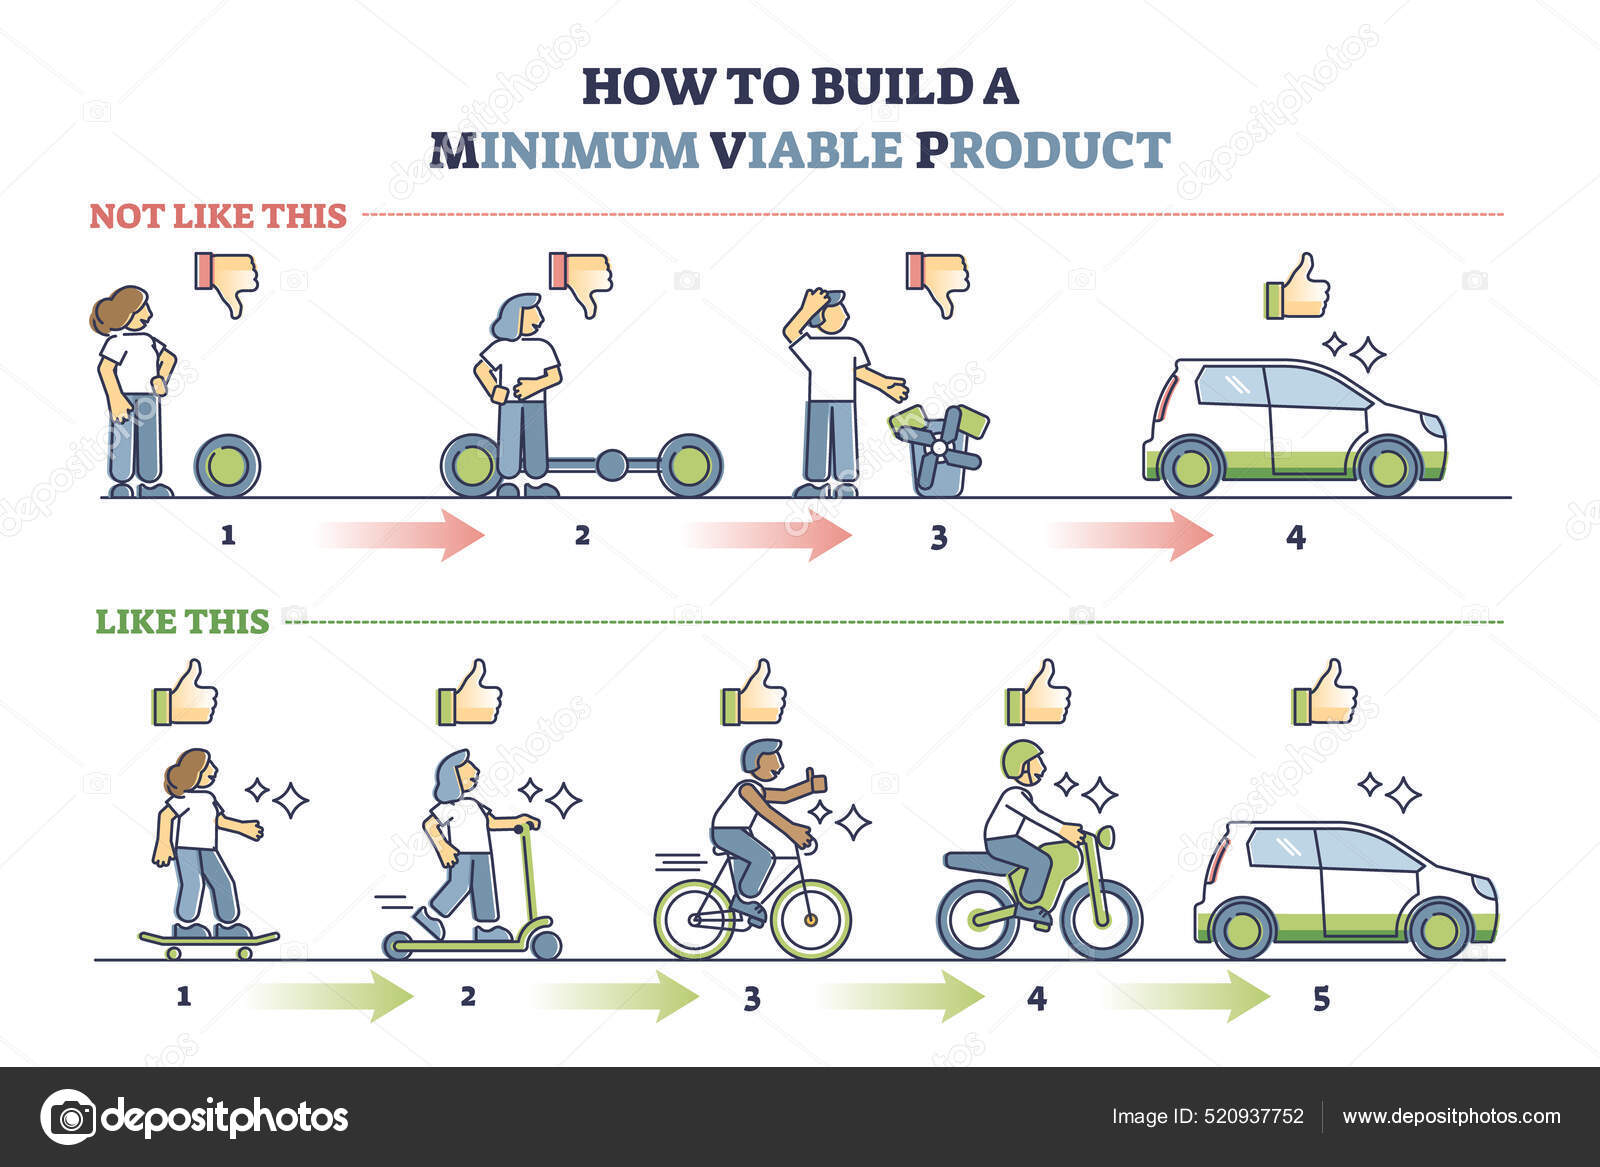 HOW TO BUILD A
MINIMUM VIABLE PRODUCT
NOT LIKE THIS
1
2
3
4
LIKE THIS
1
2
3
4
5
depositphotos
Image ID: 520937752
www.depositphotos.com